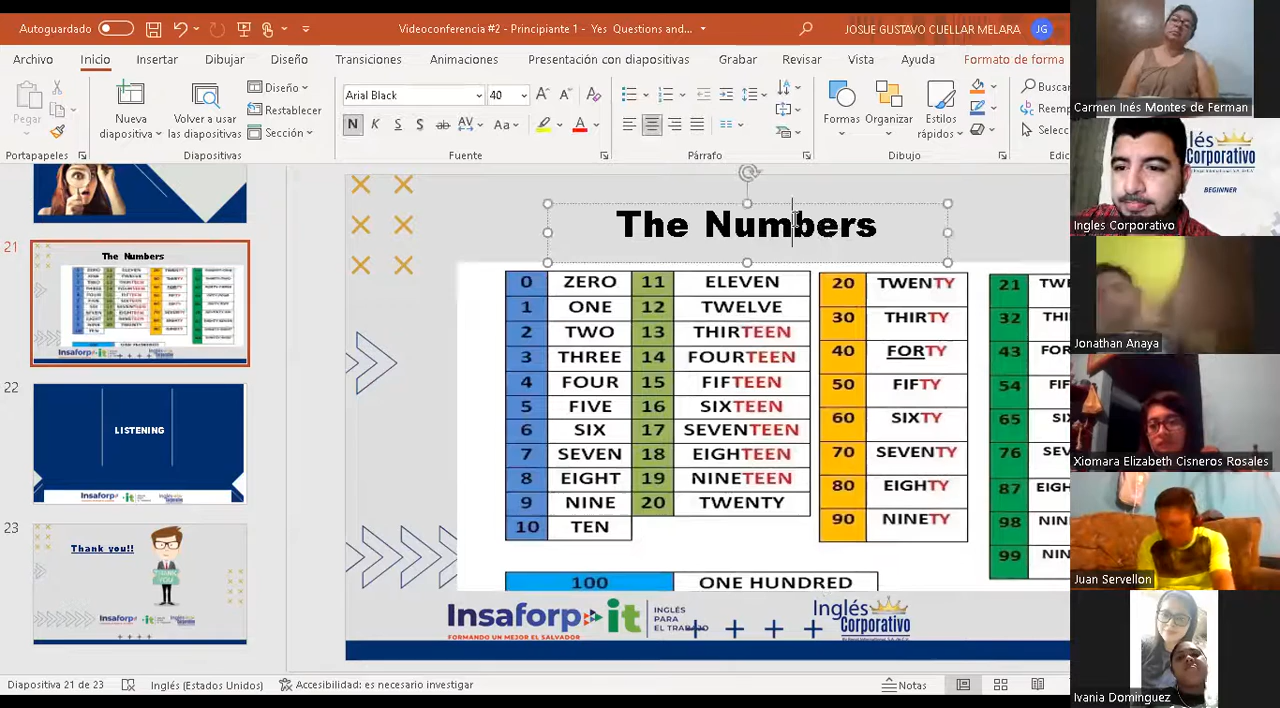 Autoguardado
Videoconferencia #2 - Principiante 1 - Yes Questions and...
JOSUE GUSTAVO CUELLAR MELARA
JG
Archivo Inicio Insertar Dibujar Diseño Transiciones Animaciones Presentación con diapositivas Grabar Revisar Vista Ayuda Formato de forma
Pegar
Nueva diapositiva
Volver a usar las diapositivas
Diseño
Restablecer
Sección
Arial Black 40
N K S S ab AV Aa
Formas Organizar Estilos rápidos
Portapapeles Diapositivas Fuente Párrafo Dibujo
21
The Numbers
22
LISTENING
23
Thank you!!
The Numbers
0 ZERO 11 ELEVEN 20 TWENTY 21
1 ONE 12 TWELVE 30 THIRTY 32
2 TWO 13 THIRTEEN 40 FORTY 43
3 THREE 14 FOURTEEN 50 FIFTY 54
4 FOUR 15 FIFTEEN 60 SIXTY 65
5 FIVE 16 SIXTEEN 70 SEVENTY 76
6 SIX 17 SEVENTEEN 80 EIGHTY 87
7 SEVEN 18 EIGHTEEN 90 NINETY 98
8 EIGHT 19 NINETEEN 99
9 NINE 20 TWENTY
10 TEN
100 ONE HUNDRED
Insaforp it INGLÉS PARA EL TRABAJO
FORMANDO UN MEJOR EL SALVADOR
Inglés Corporativo
Diapositiva 21 de 23 Inglés (Estados Unidos) Accesibilidad: es necesario investigar Notas
Carmen Inés Montes de Ferman
Corporativo
BEGINNER
Ingles Corporativo
Jonathan Anaya
Xiomara Elizabeth Cisneros Rosales
Juan Servellon
Ivania Dominguez